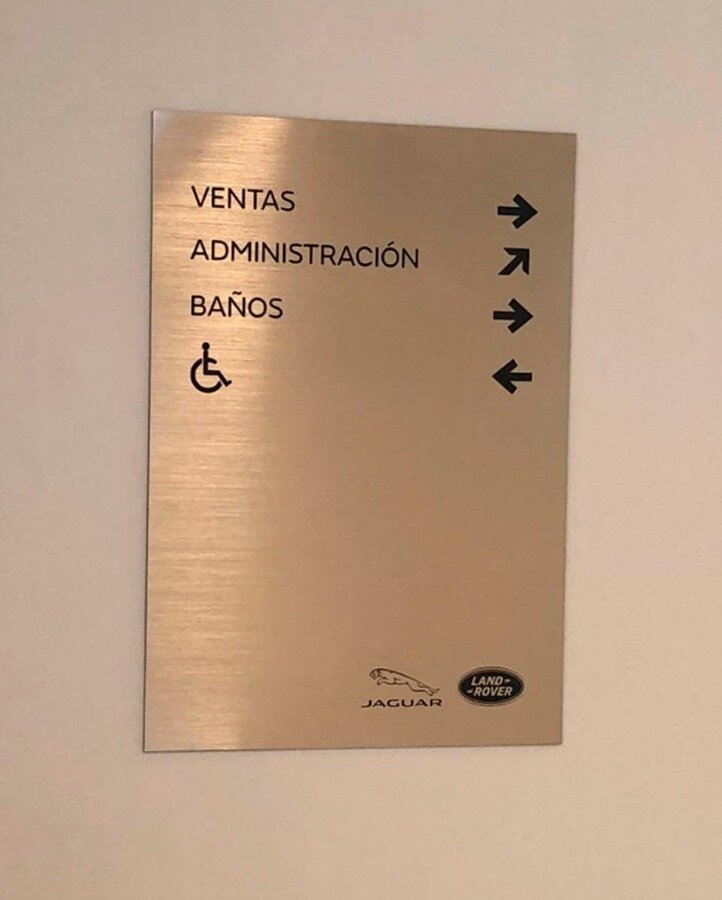 VENTAS
ADMINISTRACIÓN
BAÑOS
JAGUAR
LAND-
-ROVER